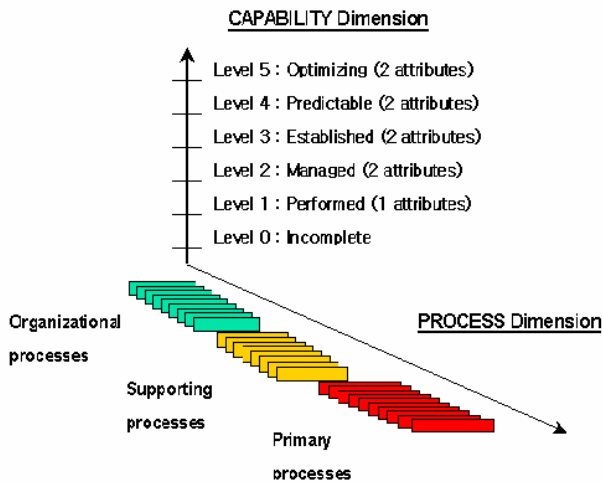 CAPABILITY Dimension
Level 5 : Optimizing (2 attributes)
Level 4 : Predictable (2 attributes)
Level 3 : Established (2 attributes)
Level 2 : Managed (2 attributes)
Level 1 : Performed (1 attributes)
Level 0 : Incomplete
Organizational
processes
PROCESS Dimension
Supporting
processes
Primary
processes